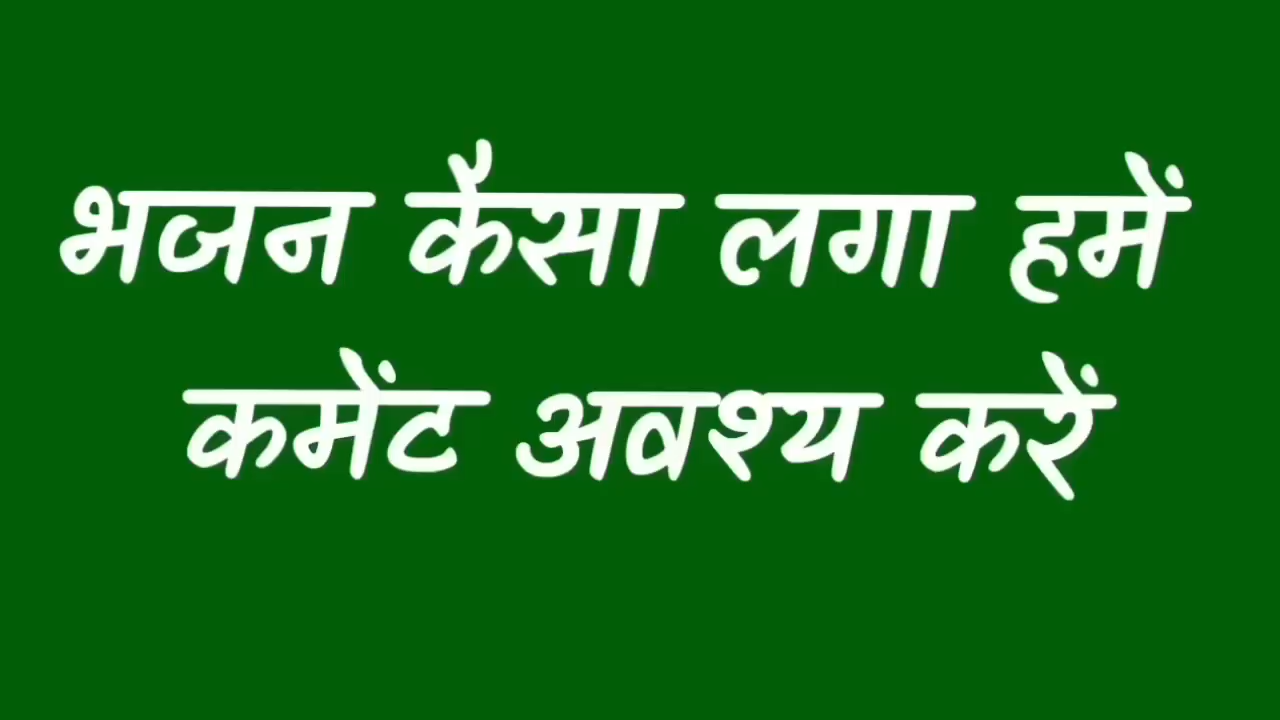 भजन कैसा लगा हमें
कमेंट अवश्य करें